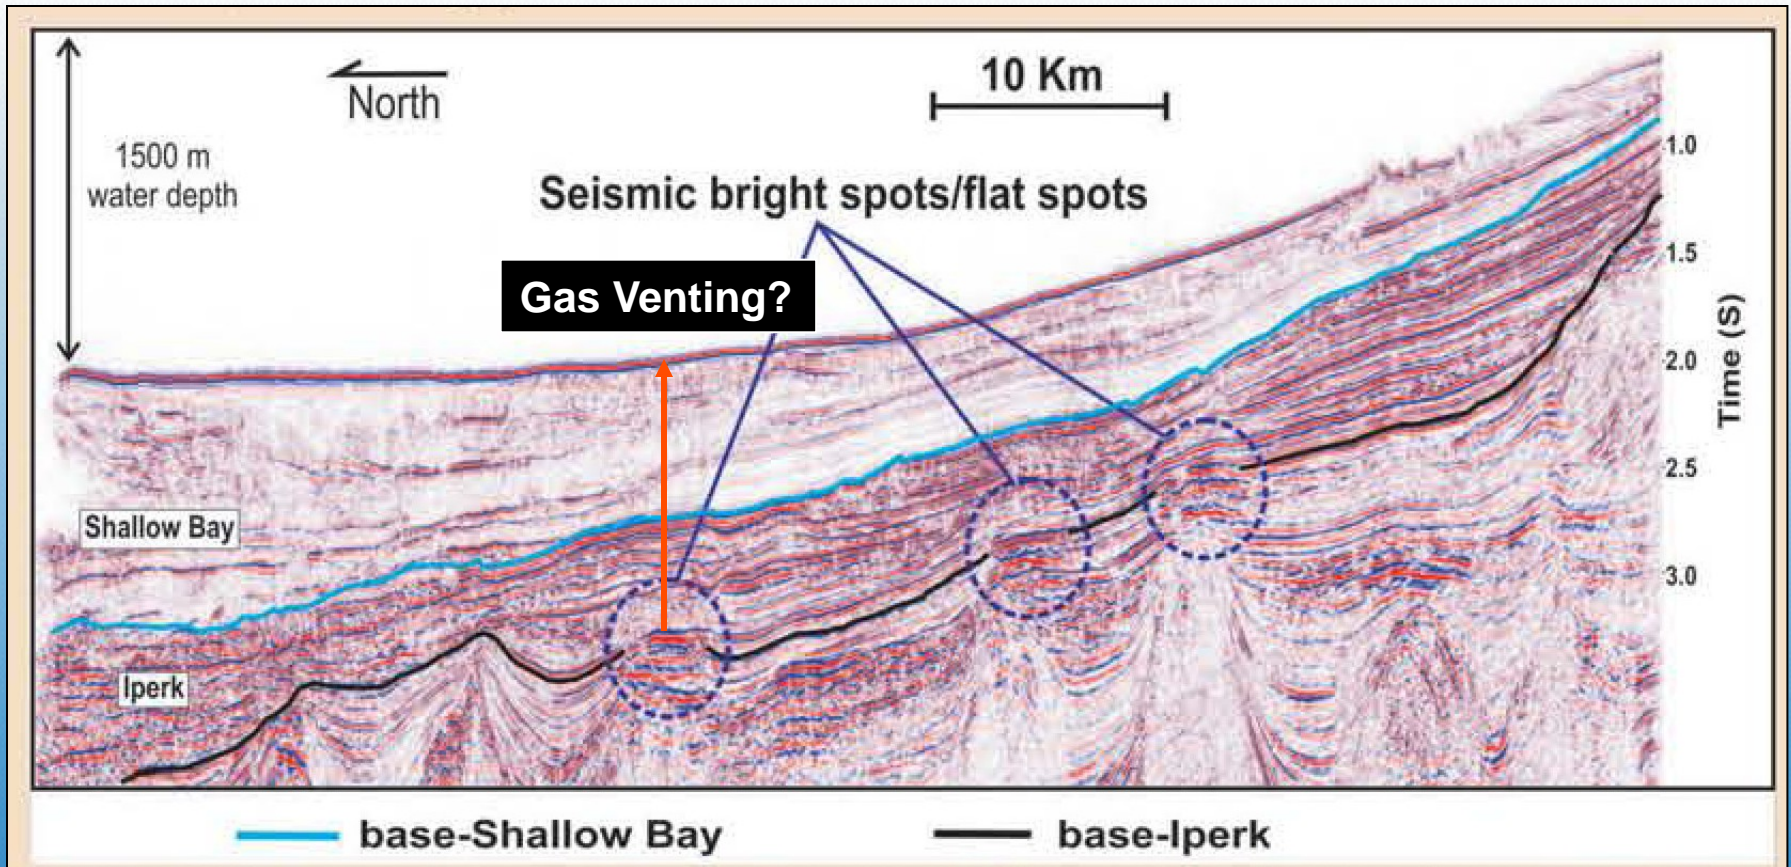 10 Km
North
1500 m
water depth
1.0
Seismic bright spots/flat spots
1.5
Gas Venting?
2.0
Time (S)
2.5
Shallow Bay
3.0
Iperk
base-Shallow Bay
base-Iperk